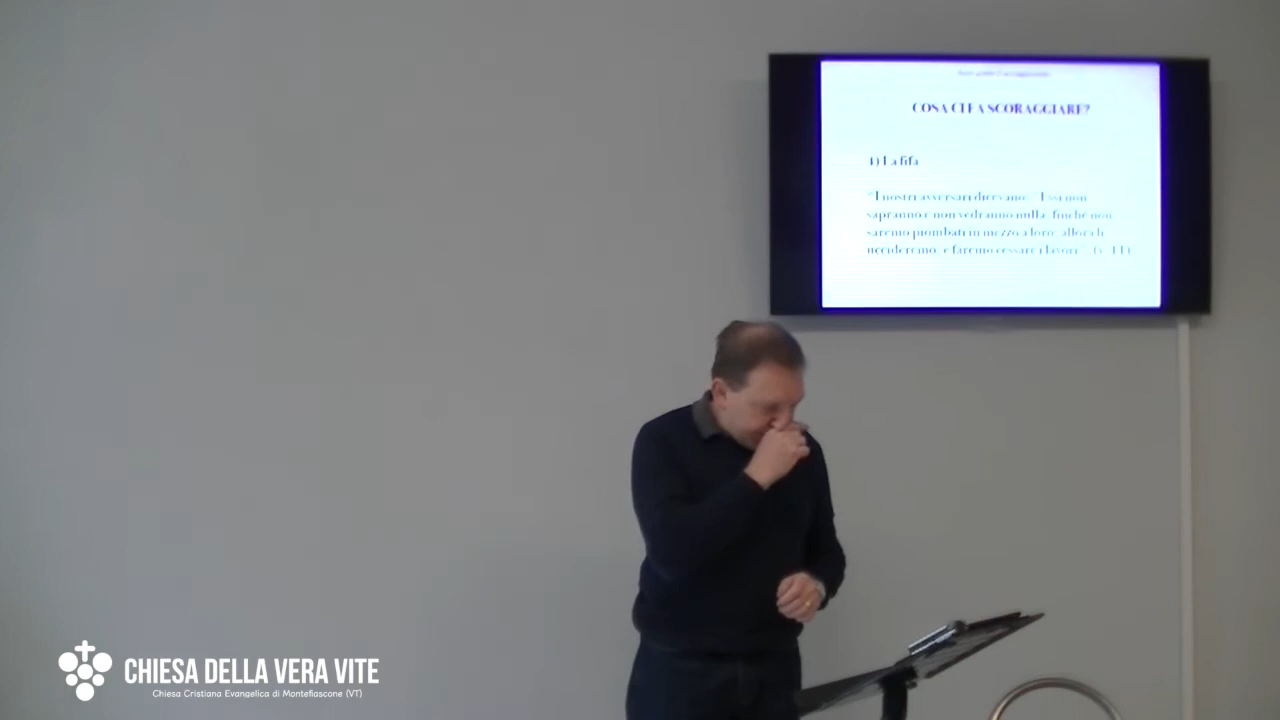 COSA CI FA SCORAGGIARE?
4) La fifa
"I nostri avversari dicevano: "Essi non
sapranno e non vedranno nulla, finché non
saremo piombati in mezzo a loro; allora li
uccideremo, e faremo cessare i lavori". (v. 11)
CHIESA DELLA VERA VITE
Chiesa Cristiana Evangelica di Montefiascone (VT)